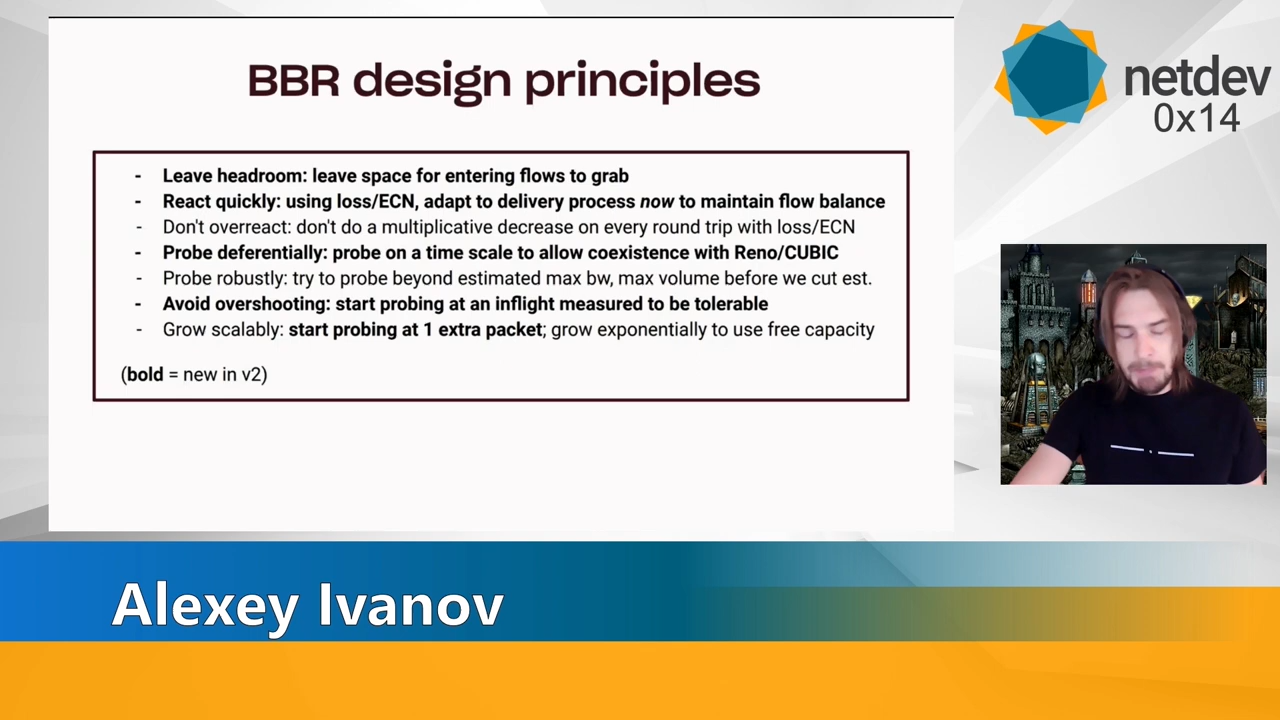 BBR design principles
- Leave headroom: leave space for entering flows to grab
- React quickly: using loss/ECN, adapt to delivery process now to maintain flow balance
- Don't overreact: don't do a multiplicative decrease on every round trip with loss/ECN
- Probe deferentially: probe on a time scale to allow coexistence with Reno/CUBIC
- Probe robustly: try to probe beyond estimated max bw, max volume before we cut est.
- Avoid overshooting: start probing at an inflight measured to be tolerable
- Grow scalably: start probing at 1 extra packet; grow exponentially to use free capacity
(bold = new in v2)
netdev
0x14
Alexey Ivanov